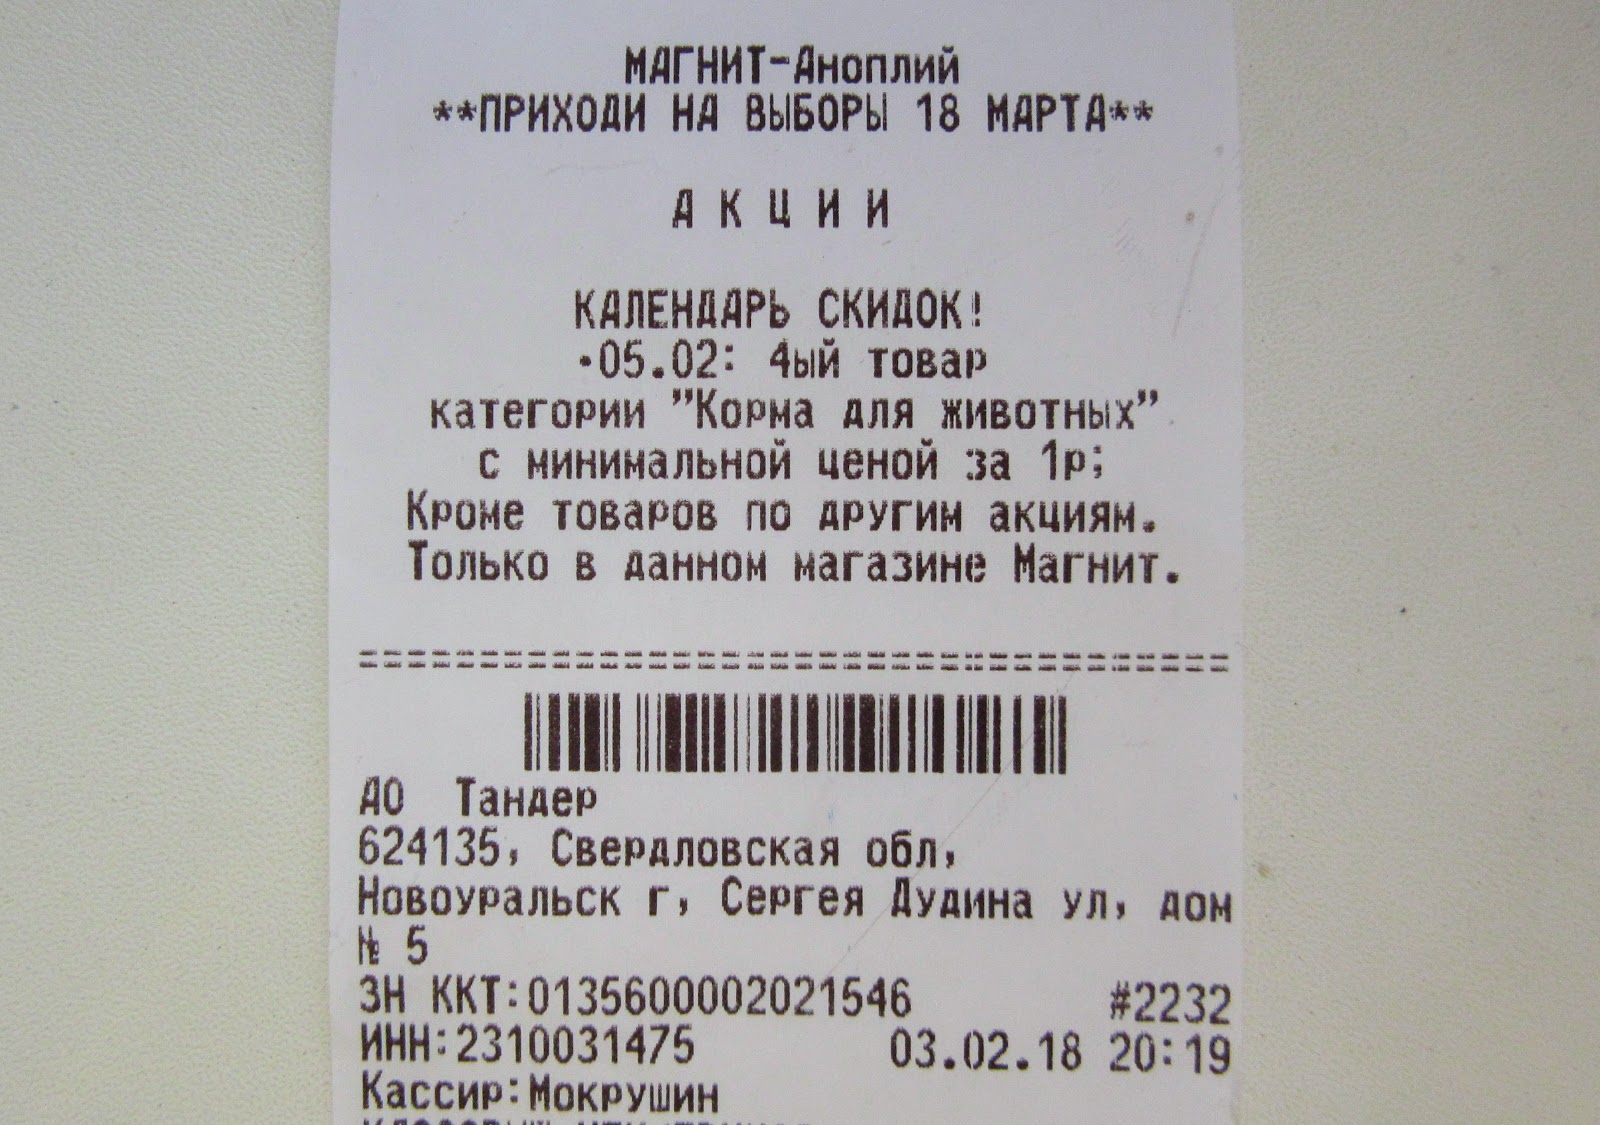 МАГНИТ-Аноплий
**ПРИХОДИ НА ВЫБОРЫ 18 МАРТА**
А К Ц И И
КАЛЕНДАРЬ СКИДОК!
·05.02: 4ый товар
категории "Корма для животных"
с минимальной ценой за 1р;
Кроме товаров по другим акциям.
Только в данном магазине Магнит.
====================================
АО Тандер
624135, Свердловская обл,
Новоуральск г, Сергея Дудина ул, дом
№ 5
ЗН ККТ:0135600002021546 #2232
ИНН:2310031475 03.02.18 20:19
Кассир:Мокрушин